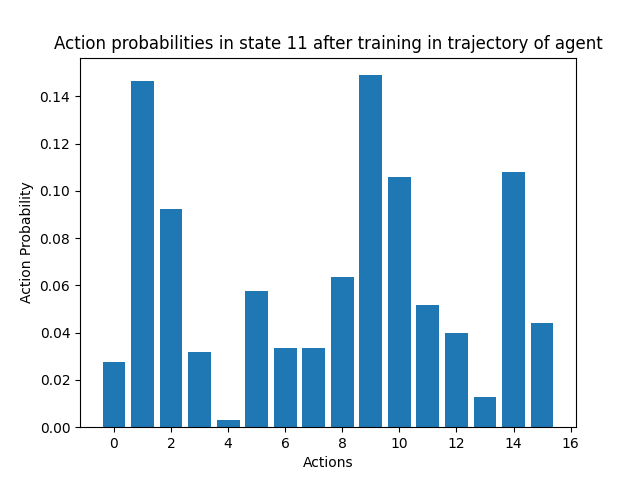 Action probabilities in state 11 after training in trajectory of agent
0.14
0.12
0.10
0.08
0.06
0.04
0.02
0.00
Action Probability
0 2 4 6 8 10 12 14 16
Actions